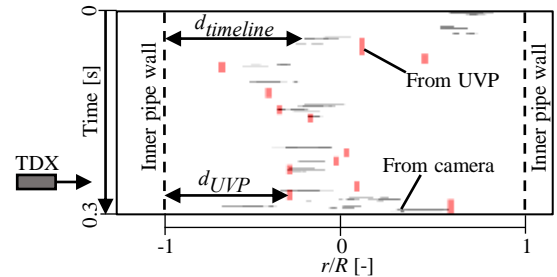 0
d_timeline
From UVP
Time [s]
Inner pipe wall
Inner pipe wall
TDX
From camera
d_UVP
0.3
-1
0
1
r/R [-]